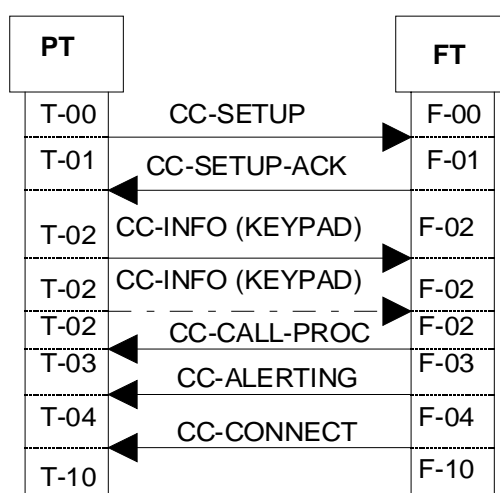 PT
FT
T-00 CC-SETUP F-00
T-01 CC-SETUP-ACK F-01
T-02 CC-INFO (KEYPAD) F-02
T-02 CC-INFO (KEYPAD) F-02
T-02 CC-CALL-PROC F-02
T-03 CC-ALERTING F-03
T-04 CC-CONNECT F-04
T-10 F-10